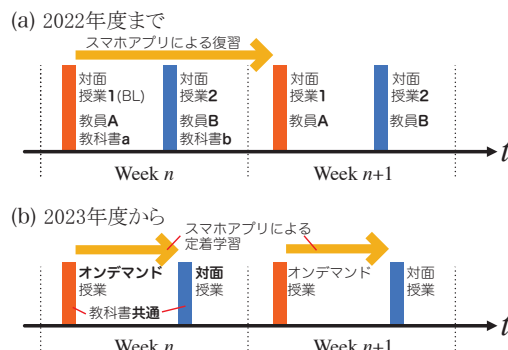 (a) 2022年度まで
スマホアプリによる復習
対面
授業1(BL)
教員A
教科書a
対面
授業2
教員B
教科書b
対面
授業1
教員A
対面
授業2
教員B
t
Week n
Week n+1
(b) 2023年度から
スマホアプリによる
定着学習
オンデマンド
授業
対面
授業
オンデマンド
授業
対面
授業
教科書共通
t
Week n
Week n+1